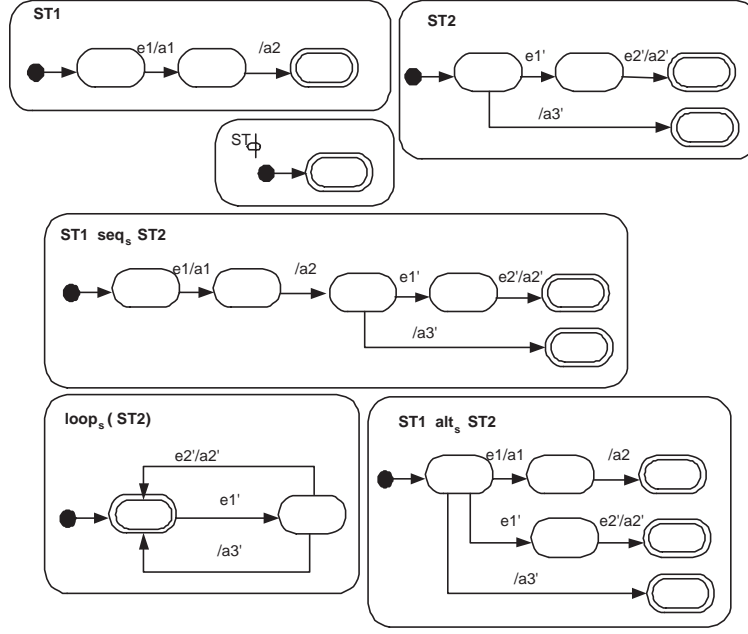 ST1
e1/a1
/a2
ST2
e1'
e2'/a2'
/a3'
STϕ
ST1 seqs ST2
e1/a1
/a2
e1'
e2'/a2'
/a3'
loops ( ST2)
e2'/a2'
e1'
/a3'
ST1 alts ST2
e1/a1
/a2
e1'
e2'/a2'
/a3'